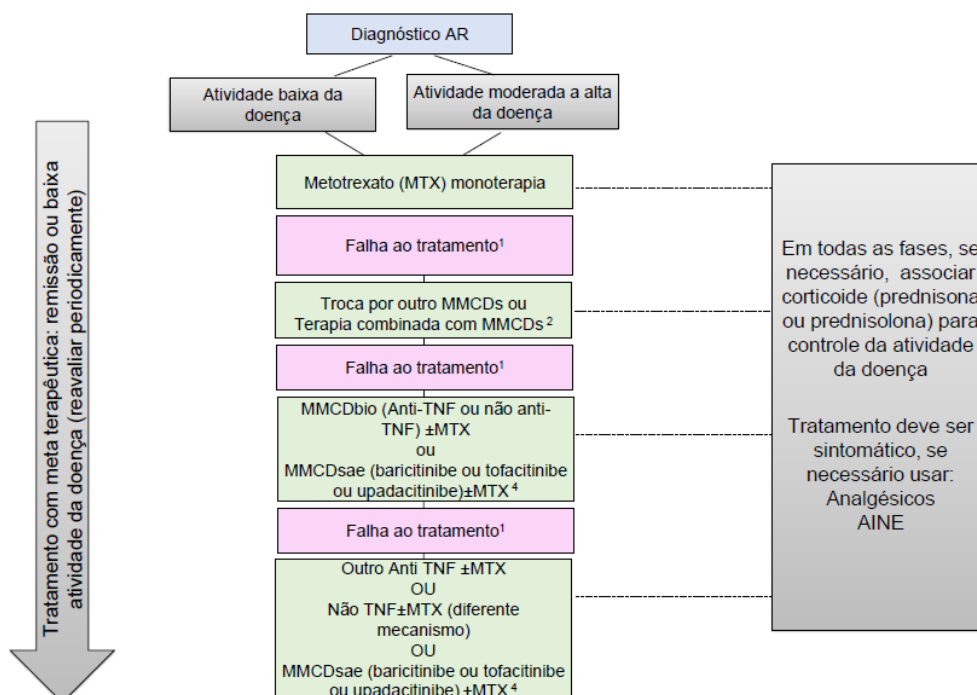 Diagnóstico AR
Atividade baixa da
doença
Atividade moderada a alta
da doença
Tratamento com meta terapêutica: remissão ou baixa
atividade da doença (reavaliar periodicamente)
Metotrexato (MTX) monoterapia
Falha ao tratamento¹
Troca por outro MMCDs ou
Terapia combinada com MMCDs ²
Falha ao tratamento¹
MMCDbio (Anti-TNF ou não anti-
TNF) ±MTX
ou
MMCDsae (baricitinibe ou tofacitinibe
ou upadacitinibe)±MTX ⁴
Falha ao tratamento¹
Outro Anti TNF ±MTX
OU
Não TNF±MTX (diferente
mecanismo)
OU
MMCDsae (baricitinibe ou tofacitinibe
ou upadacitinibe) ±MTX ⁴
Em todas as fases, se
necessário, associar
corticoide (prednisona
ou prednisolona) para
controle da atividade
da doença
Tratamento deve ser
sintomático, se
necessário usar:
Analgésicos
AINE